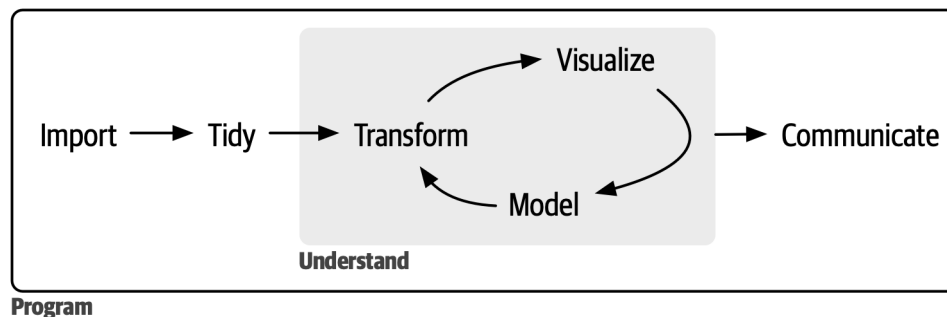 Visualize
Import Tidy Transform Communicate
Model
Understand
Program